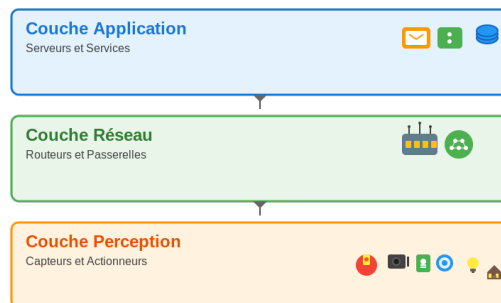 Couche Application
Serveurs et Services
Couche Réseau
Routeurs et Passerelles
Couche Perception
Capteurs et Actionneurs